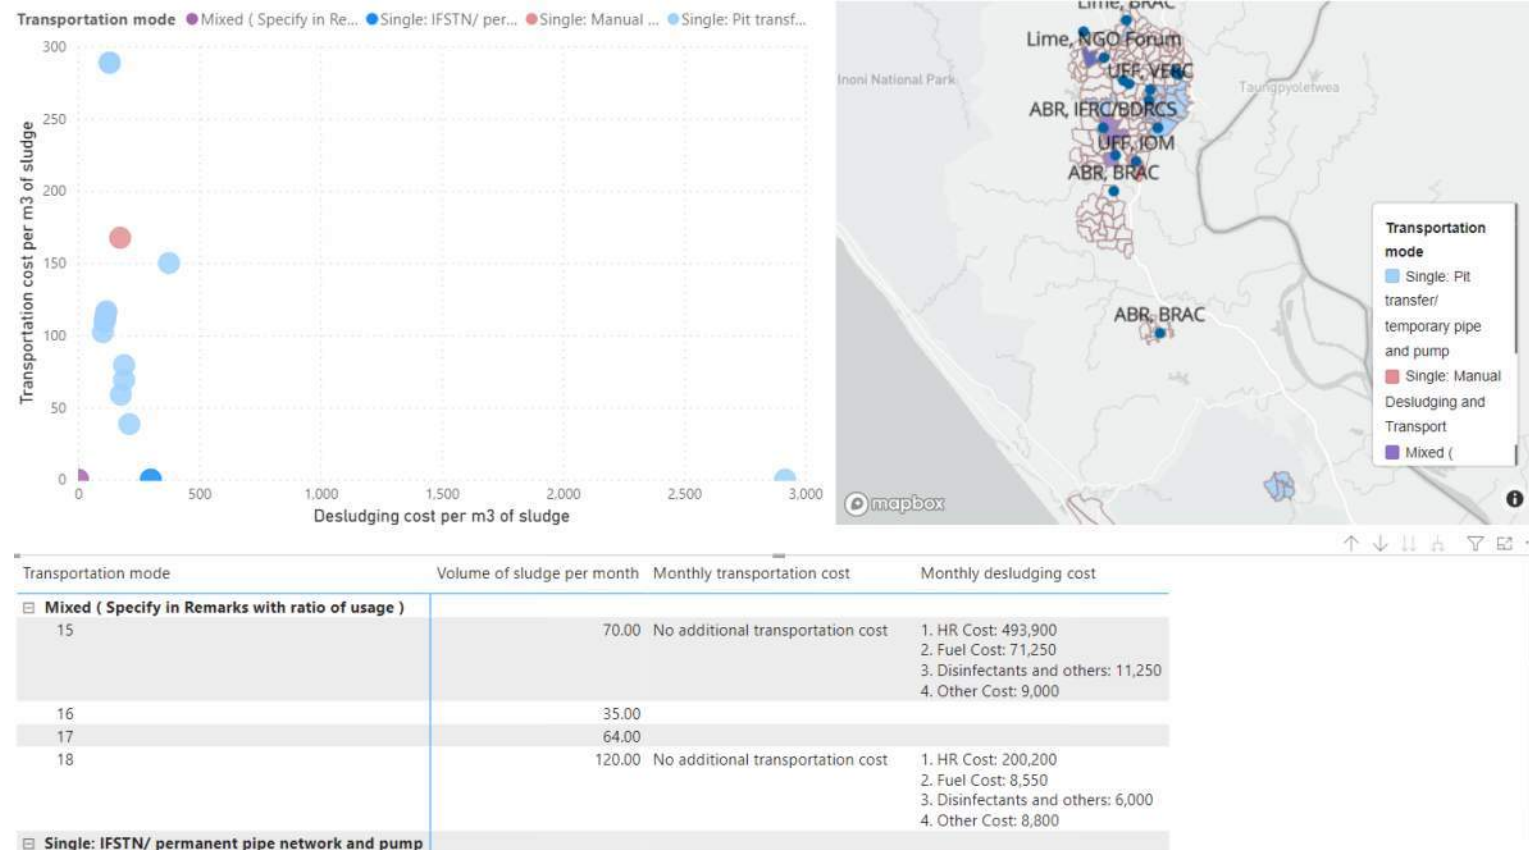 Transportation mode Mixed ( Specify in Re... Single: IFSTN/ per... Single: Manual ... Single: Pit transf...
300
250
200
150
100
50
0
Transportation cost per m3 of sludge
0 500 1,000 1,500 2,000 2,500 3,000
Desludging cost per m3 of sludge
Lime, BRAC
Lime, NGO Forum
UFF, VERC
Inoni National Park
Taungpyoletwea
ABR, IFRC/BDRCS
UFF, IOM
ABR, BRAC
ABR, BRAC
Transportation
mode
Single: Pit
transfer/
temporary pipe
and pump
Single: Manual
Desludging and
Transport
Mixed (
mapbox
Transportation mode Volume of sludge per month Monthly transportation cost Monthly desludging cost
Mixed ( Specify in Remarks with ratio of usage )
15 70.00 No additional transportation cost 1. HR Cost: 493,900
2. Fuel Cost: 71,250
3. Disinfectants and others: 11,250
4. Other Cost: 9,000
16 35.00
17 64.00
18 120.00 No additional transportation cost 1. HR Cost: 200,200
2. Fuel Cost: 8,550
3. Disinfectants and others: 6,000
4. Other Cost: 8,800
Single: IFSTN/ permanent pipe network and pump